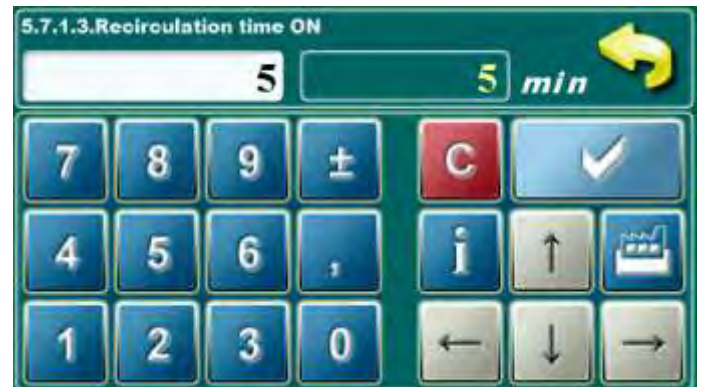 5.7.1.3.Recirculation time ON
5 5 min
7 8 9 ± C
4 5 6 , i ↑
1 2 3 0 ← ↓ →